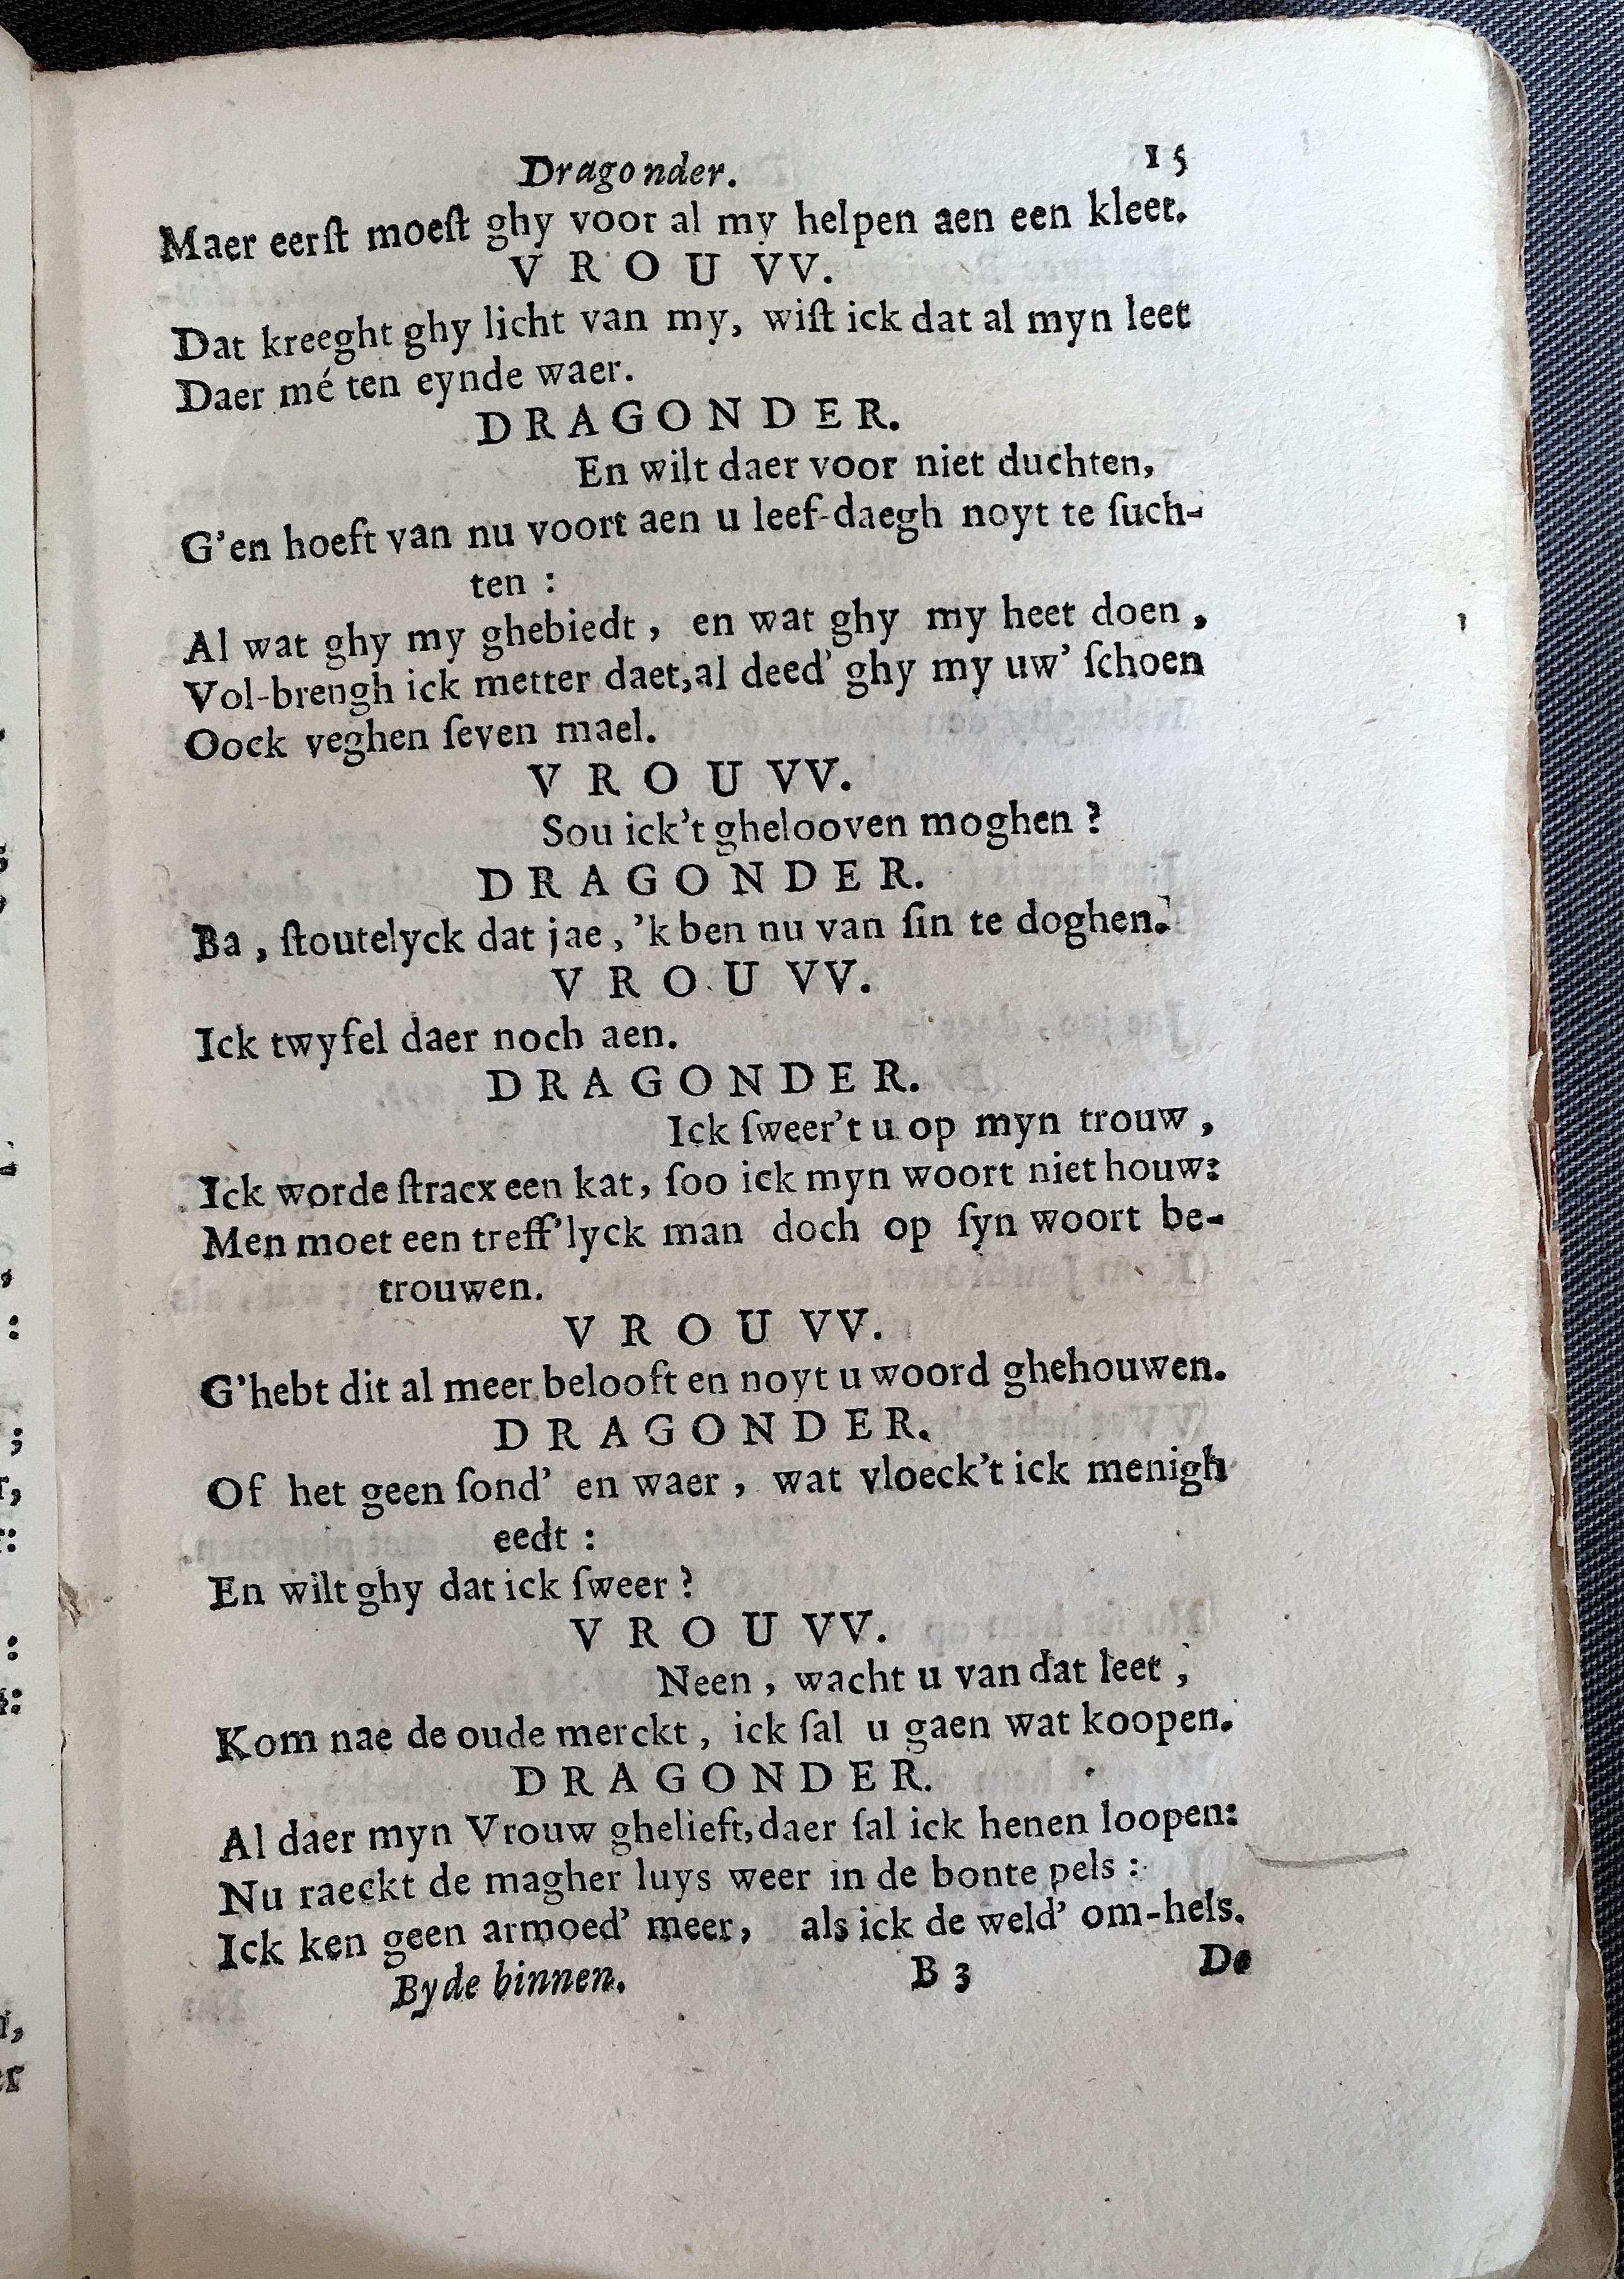 Dragonder. 15
Maer eerſt moeſt ghy voor al my helpen aen een kleet.
V R O U VV.
Dat kreeght ghy licht van my, wiſt ick dat al myn leet
Daer mé ten eynde waer.
D R A G O N D E R.
En wilt daer voor niet duchten,
G'en hoeft van nu voort aen u leef-daegh noyt te ſuch-
ten :
Al wat ghy my ghebiedt, en wat ghy my heet doen,
Vol-brengh ick metter daet, al deed' ghy my uw' ſchoen
Oock veghen ſeven mael.
V R O U VV.
Sou ick't ghelooven moghen ?
D R A G O N D E R.
Ba, ſtoutelyck dat jae, 'k ben nu van ſin te doghen.
V R O U VV.
Ick twyfel daer noch aen.
D R A G O N D E R.
Ick ſweer't u op myn trouw,
Ick worde ſtracx een kat, ſoo ick myn woort niet houw:
Men moet een treff'lyck man doch op ſyn woort be-
trouwen.
V R O U VV.
G'hebt dit al meer belooft en noyt u woord ghehouwen.
D R A G O N D E R.
Of het geen ſond' en waer, wat vloeck't ick menigh
eedt :
En wilt ghy dat ick ſweer ?
V R O U VV.
Neen, wacht u van dat leet,
Kom nae de oude merckt, ick ſal u gaen wat koopen.
D R A G O N D E R.
Al daer myn Vrouw ghelieft, daer ſal ick henen loopen:
Nu raeckt de magher luys weer in de bonte pels :
Ick ken geen armoed' meer, als ick de weld' om-hels.
Byde binnen. B 3 De